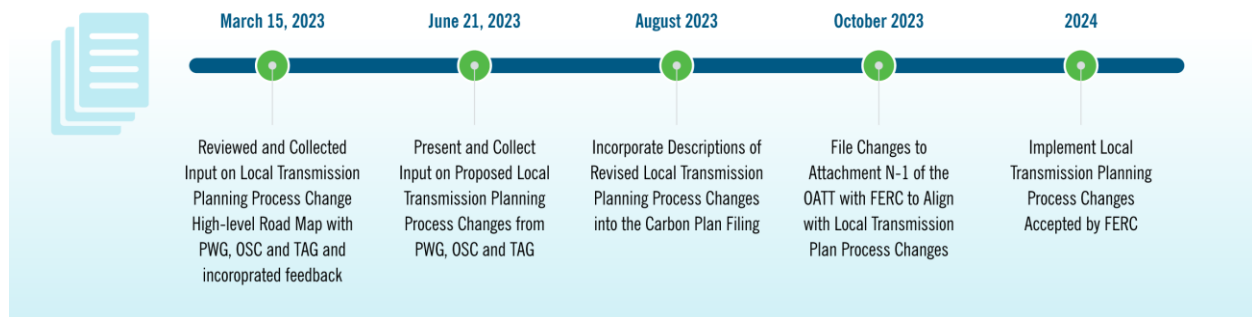 March 15, 2023
Reviewed and Collected
Input on Local Transmission
Planning Process Change
High-level Road Map with
PWG, OSC and TAG and
incoroprated feedback
June 21, 2023
Present and Collect
Input on Proposed Local
Transmission Planning
Process Changes from
PWG, OSC and TAG
August 2023
Incorporate Descriptions of
Revised Local Transmission
Planning Process Changes
into the Carbon Plan Filing
October 2023
File Changes to
Attachment N-1 of the
OATT with FERC to Align
with Local Transmission
Plan Process Changes
2024
Implement Local
Transmission Planning
Process Changes
Accepted by FERC